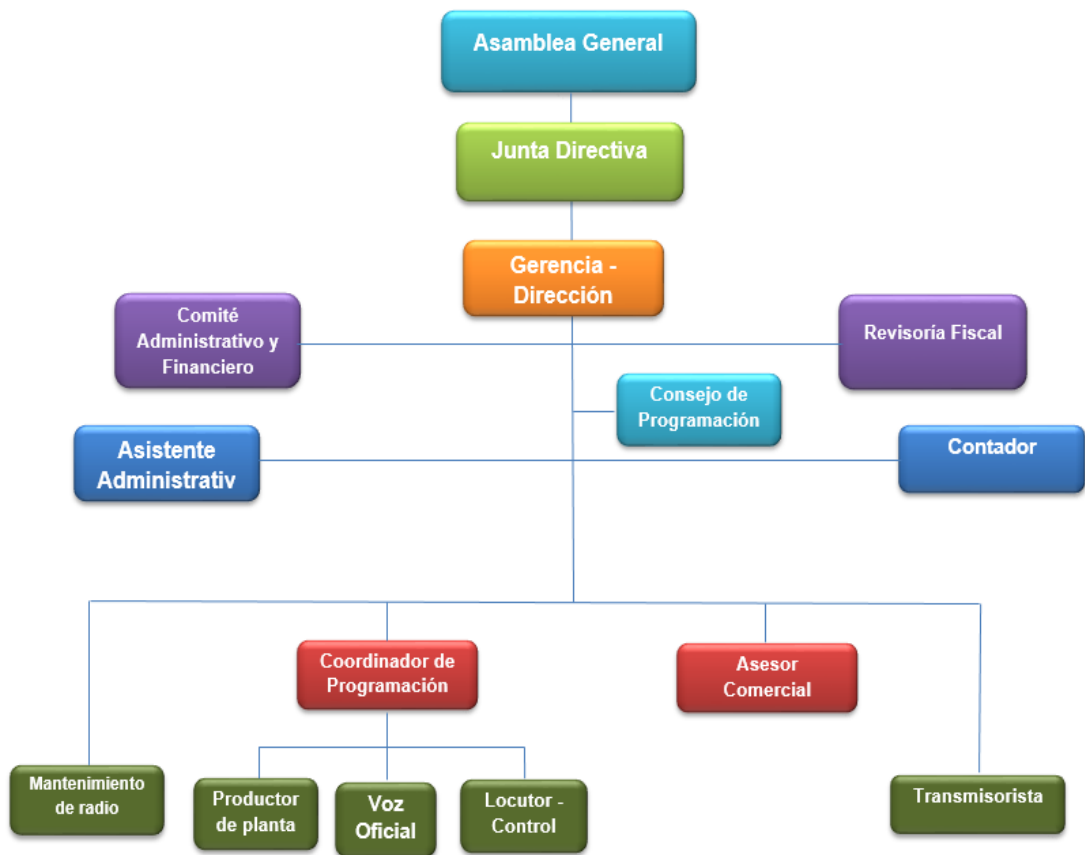 Asamblea General
Junta Directiva
Gerencia -
Dirección
Comité
Administrativo y
Financiero
Revisoría Fiscal
Consejo de
Programación
Asistente
Administrativ
Contador
Coordinador de
Programación
Asesor
Comercial
Mantenimiento
de radio
Productor
de planta
Voz
Oficial
Locutor -
Control
Transmisorista